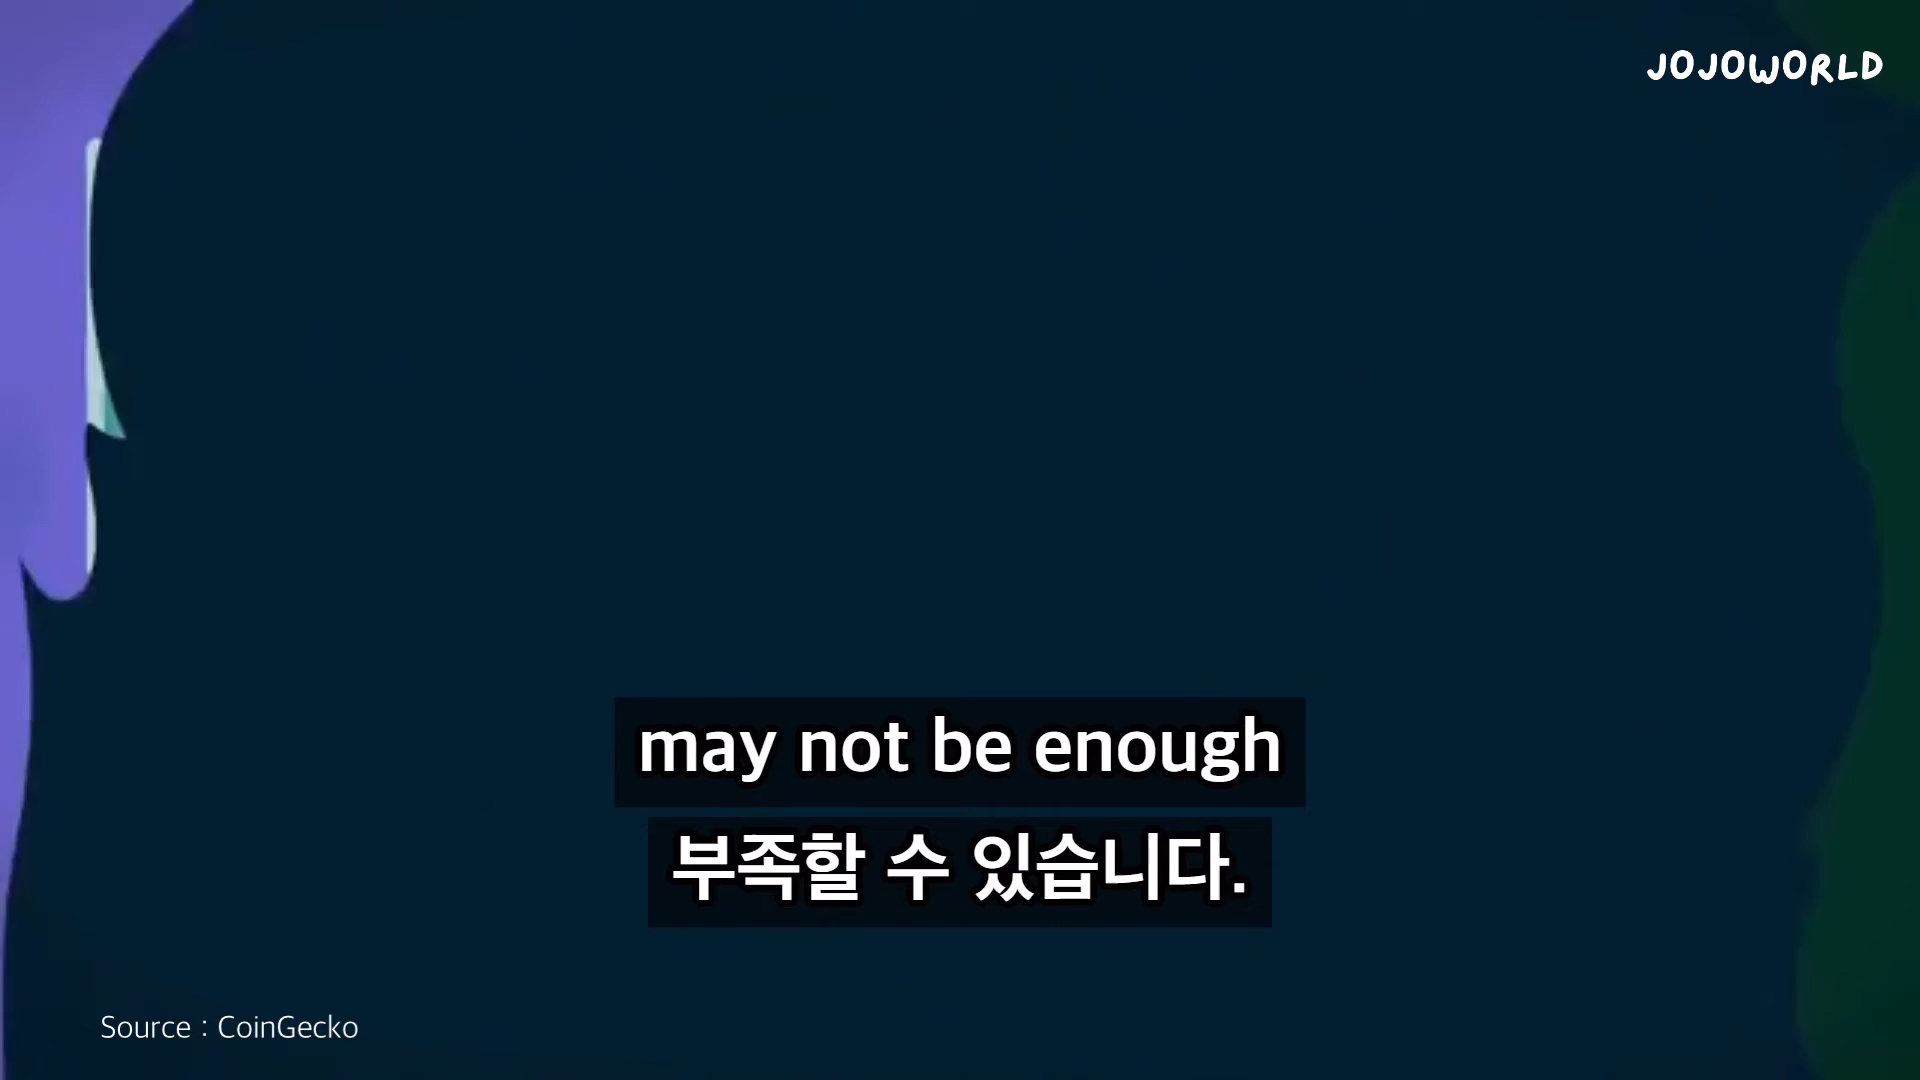 JOJOWORLD
may not be enough
부족할 수 있습니다.
Source : CoinGecko